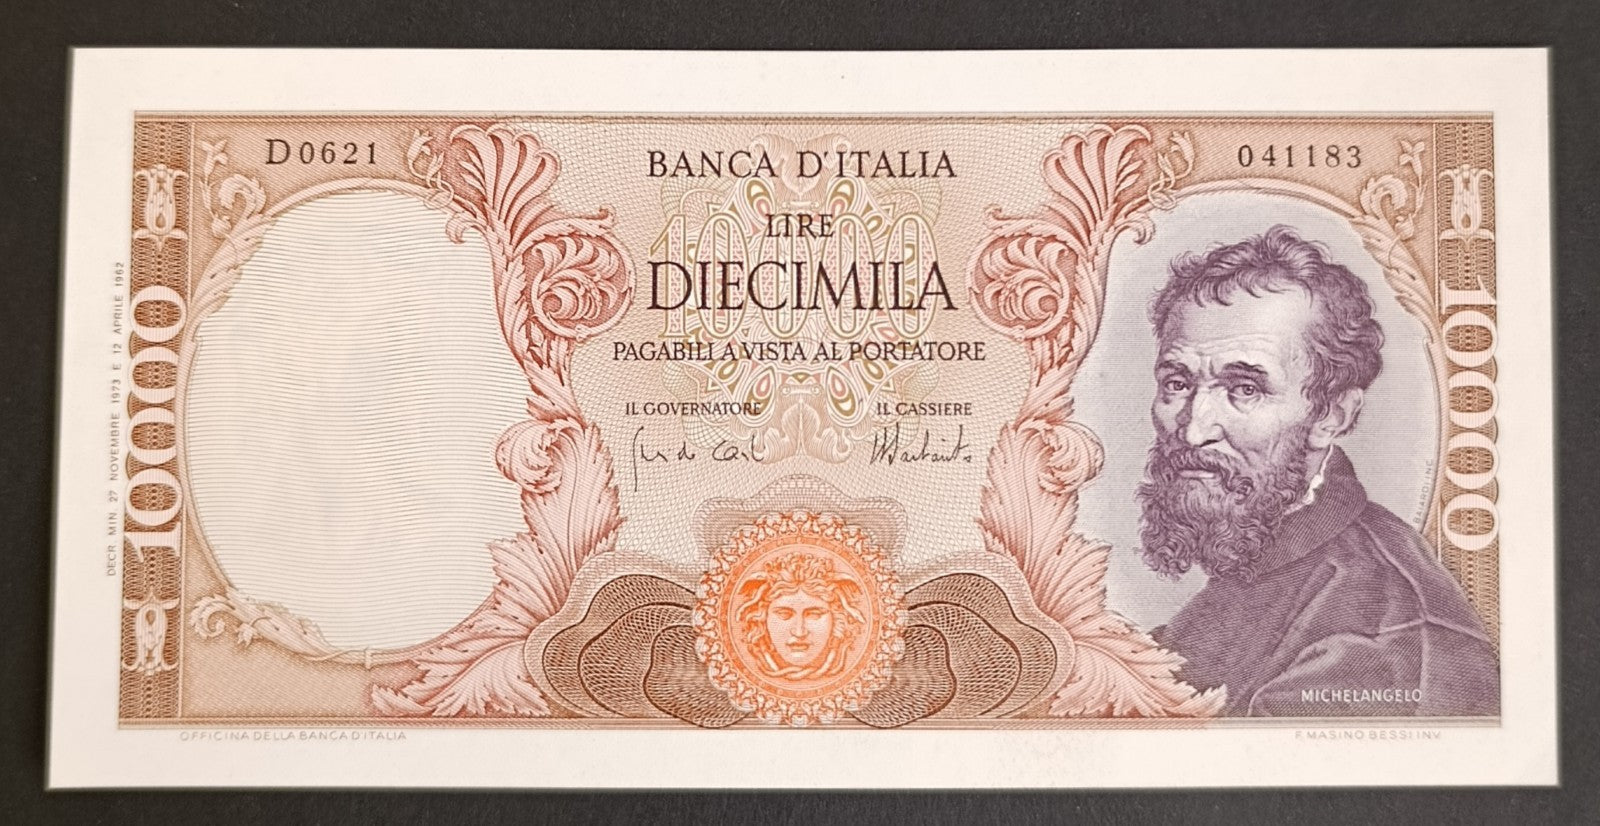 D0621
041183
BANCA D'ITALIA
LIRE
10000
DIECIMILA
PAGABILI A VISTA AL PORTATORE
IL GOVERNATORE
IL CASSIERE
10000
10000
DECR. MIN. 27 NOVEMBRE 1973 E 12 APRILE 1962
MICHELANGELO
OFFICINA DELLA BANCA D'ITALIA
F. MASINO BESSI INV.